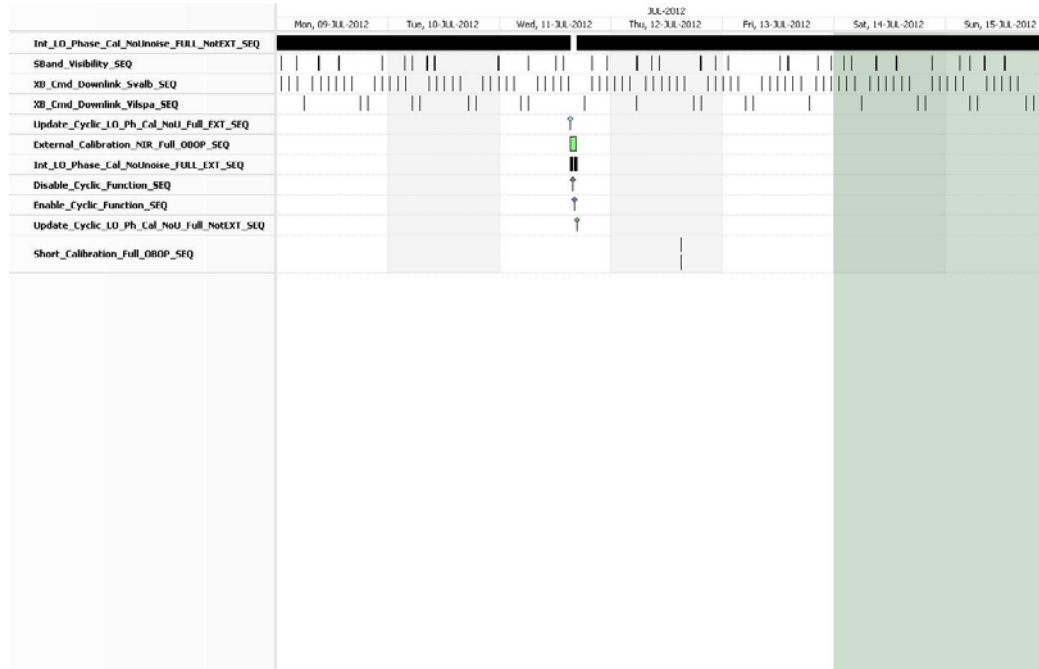 JUL-2012
Mon, 09-JUL-2012 Tue, 10-JUL-2012 Wed, 11-JUL-2012 Thu, 12-JUL-2012 Fri, 13-JUL-2012 Sat, 14-JUL-2012 Sun, 15-JUL-2012
Int_LO_Phase_Cal_NoUnoise_FULL_NotEXT_SEQ
SBand_Visibility_SEQ
XB_Cmd_Downlink_Svalb_SEQ
XB_Cmd_Downlink_Vilspa_SEQ
Update_Cyclic_LO_Ph_Cal_NoU_Full_EXT_SEQ
External_Calibration_NIR_Full_OBOP_SEQ
Int_LO_Phase_Cal_NoUnoise_FULL_EXT_SEQ
Disable_Cyclic_Function_SEQ
Enable_Cyclic_Function_SEQ
Update_Cyclic_LO_Ph_Cal_NoU_Full_NotEXT_SEQ
Short_Calibration_Full_OBOP_SEQ